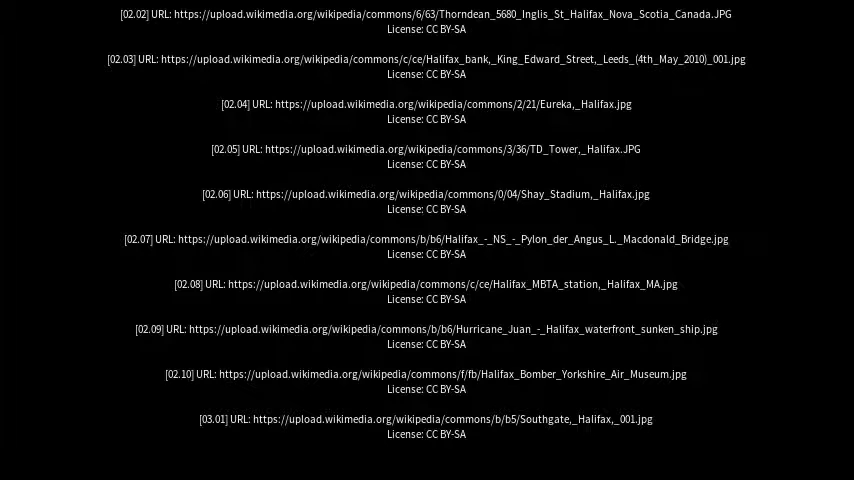 [02.02] URL: https://upload.wikimedia.org/wikipedia/commons/6/63/Thorndean_5680_Inglis_St_Halifax_Nova_Scotia_Canada.JPG
License: CC BY-SA
[02.03] URL: https://upload.wikimedia.org/wikipedia/commons/c/ce/Halifax_bank,_King_Edward_Street,_Leeds_(4th_May_2010)_001.jpg
License: CC BY-SA
[02.04] URL: https://upload.wikimedia.org/wikipedia/commons/2/21/Eureka,_Halifax.jpg
License: CC BY-SA
[02.05] URL: https://upload.wikimedia.org/wikipedia/commons/3/36/TD_Tower,_Halifax.JPG
License: CC BY-SA
[02.06] URL: https://upload.wikimedia.org/wikipedia/commons/0/04/Shay_Stadium,_Halifax.jpg
License: CC BY-SA
[02.07] URL: https://upload.wikimedia.org/wikipedia/commons/b/b6/Halifax_-_NS_-_Pylon_der_Angus_L._Macdonald_Bridge.jpg
License: CC BY-SA
[02.08] URL: https://upload.wikimedia.org/wikipedia/commons/c/ce/Halifax_MBTA_station,_Halifax_MA.jpg
License: CC BY-SA
[02.09] URL: https://upload.wikimedia.org/wikipedia/commons/b/b6/Hurricane_Juan_-_Halifax_waterfront_sunken_ship.jpg
License: CC BY-SA
[02.10] URL: https://upload.wikimedia.org/wikipedia/commons/f/fb/Halifax_Bomber_Yorkshire_Air_Museum.jpg
License: CC BY-SA
[03.01] URL: https://upload.wikimedia.org/wikipedia/commons/b/b5/Southgate,_Halifax,_001.jpg
License: CC BY-SA